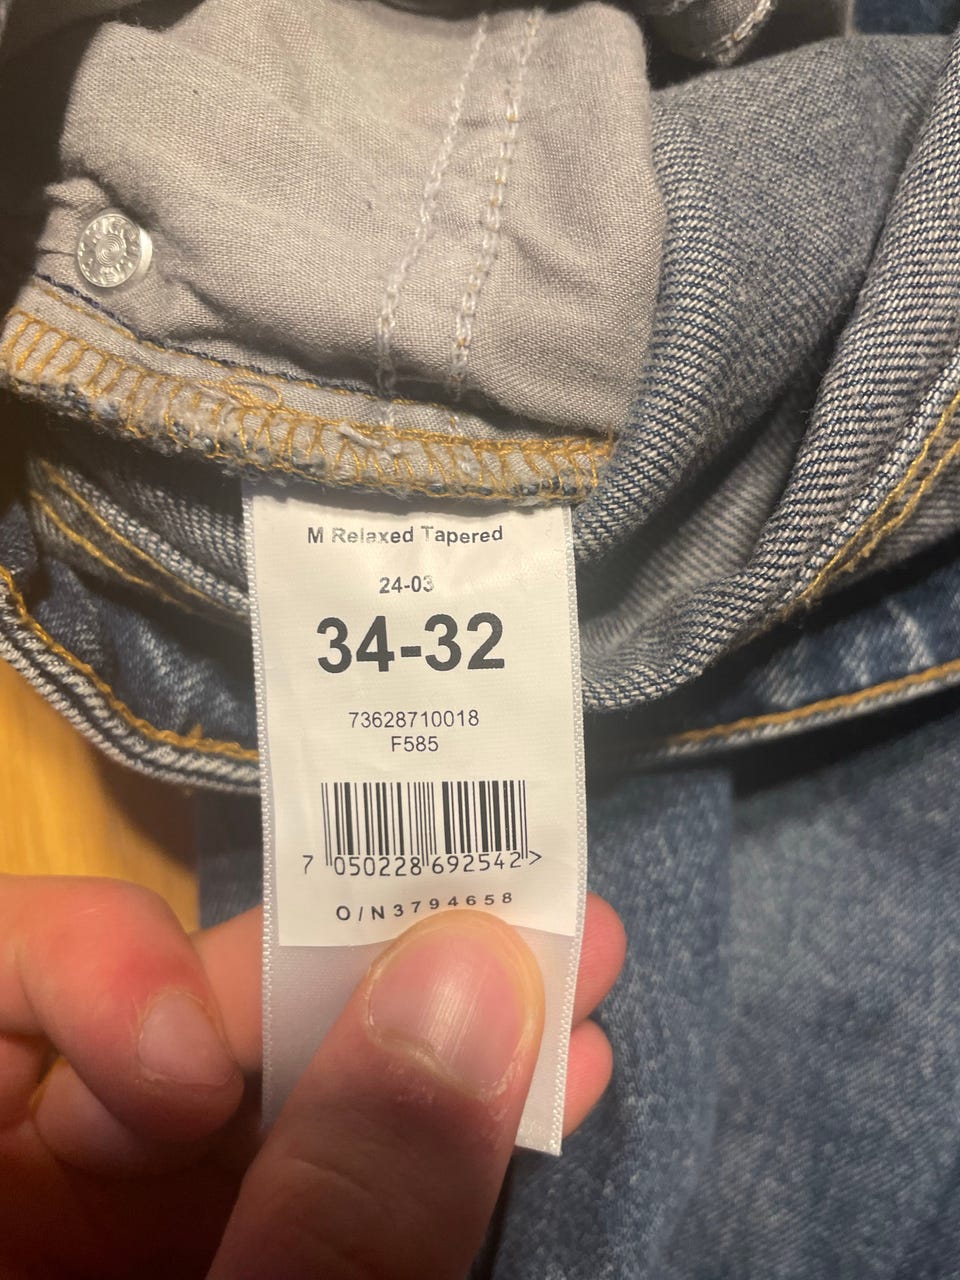 M Relaxed Tapered
24-03
34-32
73628710018
F585
7 050228 692542 >
O/N3794658